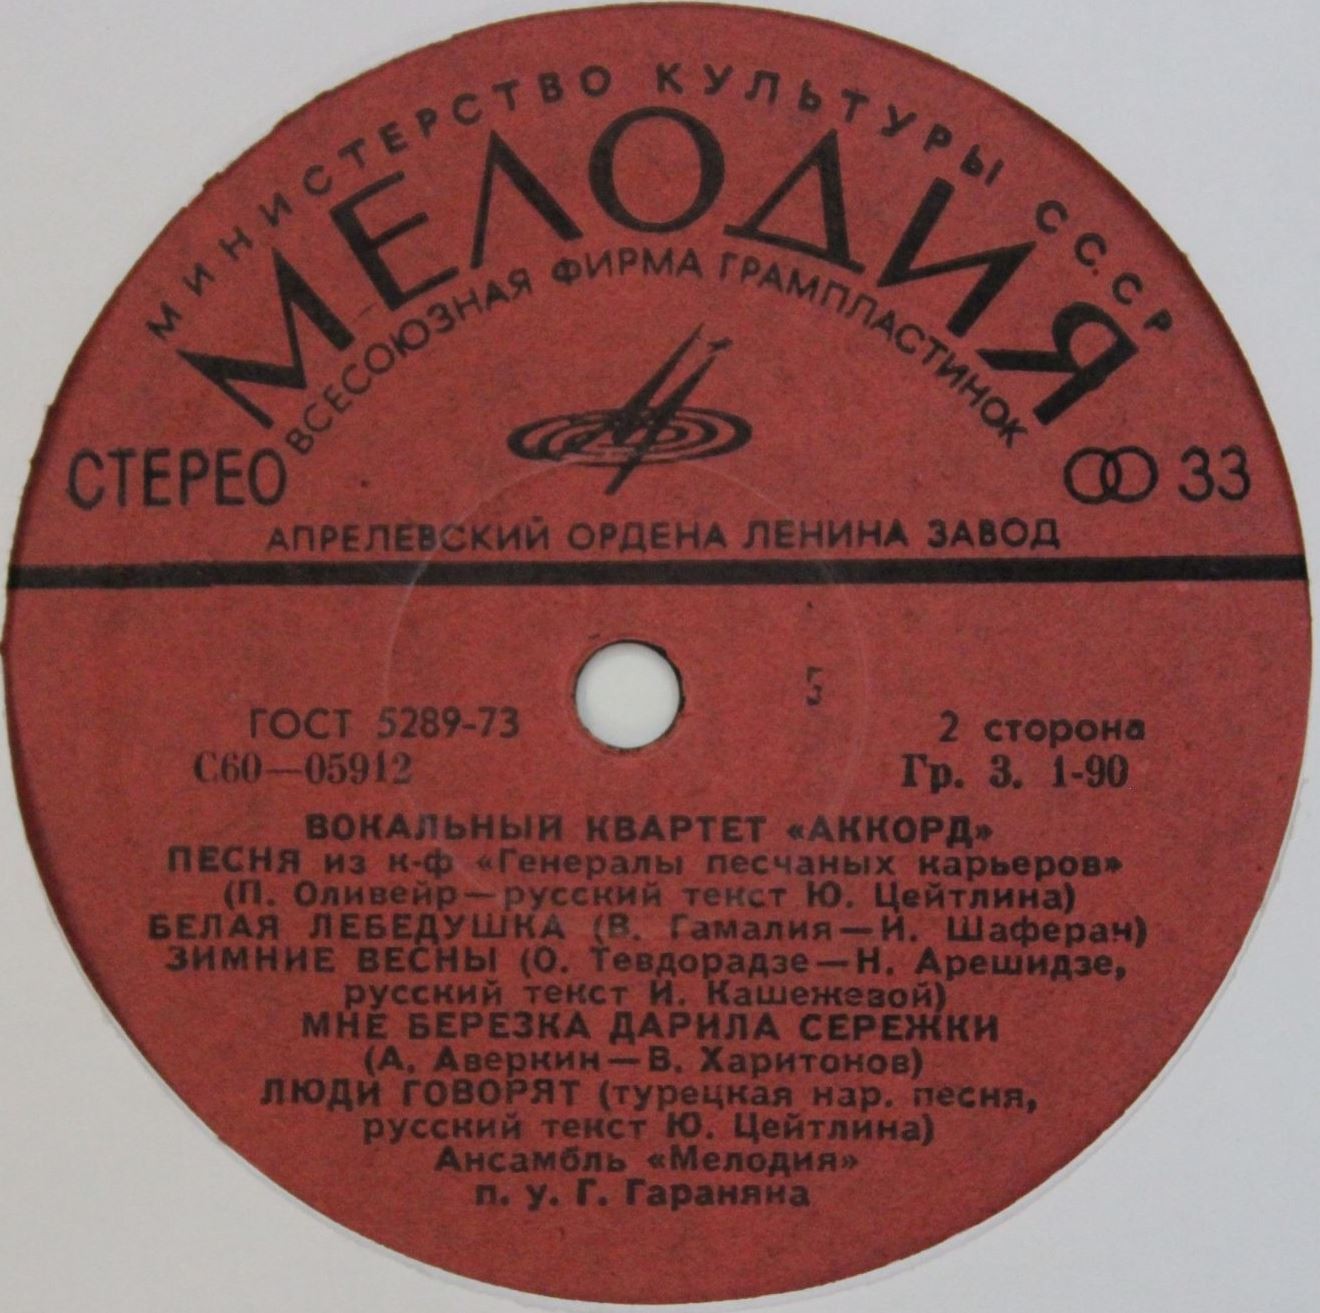 МИНИСТЕРСТВО КУЛЬТУРЫ СССР
МЕЛОДИЯ
ВСЕСОЮЗНАЯ ФИРМА ГРАМПЛАСТИНОК
СТЕРЕО
33
АПРЕЛЕВСКИЙ ОРДЕНА ЛЕНИНА ЗАВОД
5
ГОСТ 5289-73
2 сторона
С60—05912
Гр. 3. 1-90
ВОКАЛЬНЫЙ КВАРТЕТ «АККОРД»
ПЕСНЯ из к-ф «Генералы песчаных карьеров»
(П. Оливейр—русский текст Ю. Цейтлина)
БЕЛАЯ ЛЕБЕДУШКА (В. Гамалия—И. Шаферан)
ЗИМНИЕ ВЕСНЫ (О. Тевдорадзе—Н. Арешидзе,
русский текст И. Кашежевой)
МНЕ БЕРЕЗКА ДАРИЛА СЕРЕЖКИ
(А. Аверкин—В. Харитонов)
ЛЮДИ ГОВОРЯТ (турецкая нар. песня,
русский текст Ю. Цейтлина)
Ансамбль «Мелодия»
п. у. Г. Гараняна